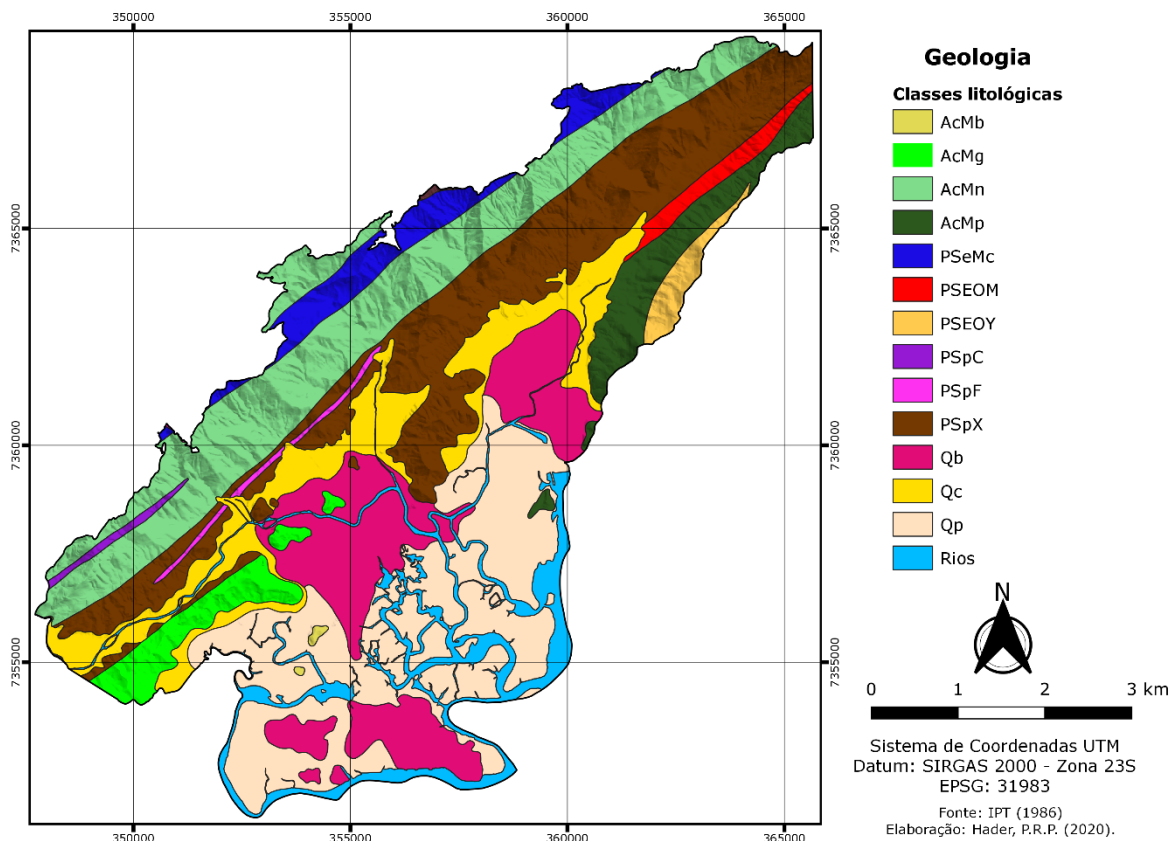 350000 355000 360000 365000
7365000 7365000
7360000 7360000
7355000 7355000
350000 355000 360000 365000
Geologia
Classes litológicas
AcMb
AcMg
AcMn
AcMp
PSeMc
PSEOM
PSEOY
PSpC
PSpF
PSpX
Qb
Qc
Qp
Rios
N
0 1 2 3 km
Sistema de Coordenadas UTM
Datum: SIRGAS 2000 - Zona 23S
EPSG: 31983
Fonte: IPT (1986)
Elaboração: Hader, P.R.P. (2020).